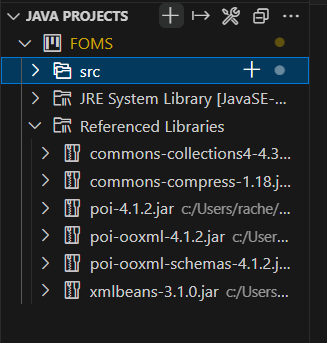 JAVA PROJECTS
FOMS
src
JRE System Library [JavaSE-...
Referenced Libraries
commons-collections4-4.3...
commons-compress-1.18.j...
poi-4.1.2.jar c:/Users/rache/...
poi-ooxml-4.1.2.jar c:/User...
poi-ooxml-schemas-4.1.2.j...
xmlbeans-3.1.0.jar c:/Users...